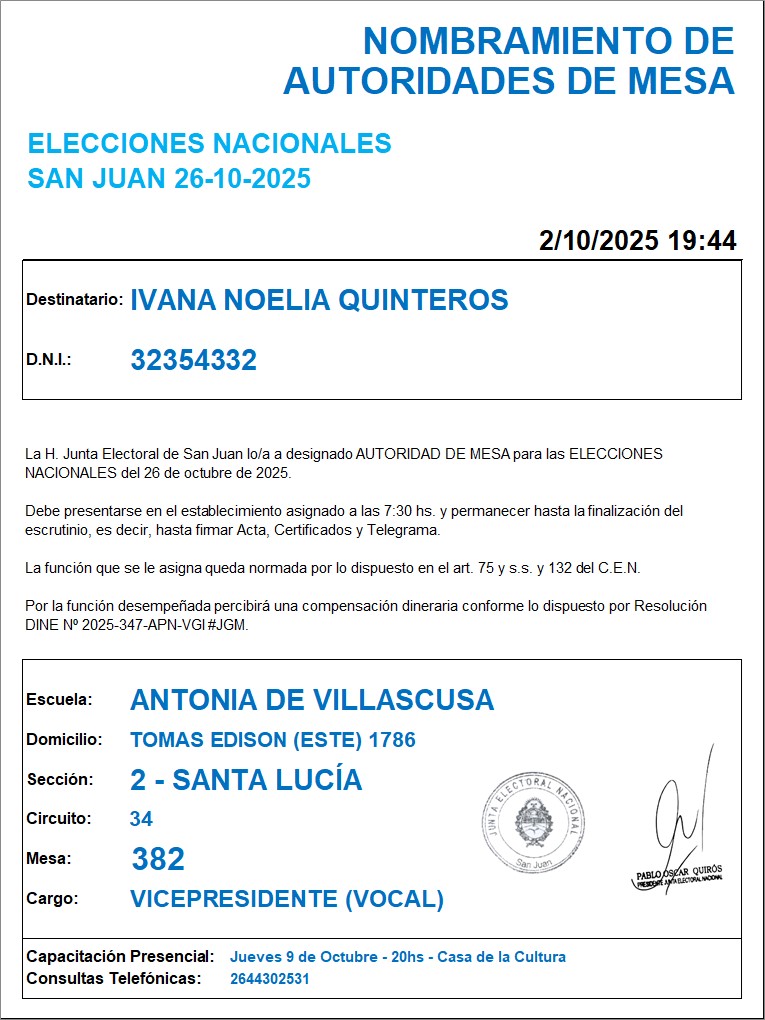 NOMBRAMIENTO DE
AUTORIDADES DE MESA
ELECCIONES NACIONALES
SAN JUAN 26-10-2025
2/10/2025 19:44
Destinatario: IVANA NOELIA QUINTEROS
D.N.I.: 32354332
La H. Junta Electoral de San Juan lo/a a designado AUTORIDAD DE MESA para las ELECCIONES
NACIONALES del 26 de octubre de 2025.
Debe presentarse en el establecimiento asignado a las 7:30 hs. y permanecer hasta la finalización del
escrutinio, es decir, hasta firmar Acta, Certificados y Telegrama.
La función que se le asigna queda normada por lo dispuesto en el art. 75 y s.s. y 132 del C.E.N.
Por la función desempeñada percibirá una compensación dineraria conforme lo dispuesto por Resolución
DINE Nº 2025-347-APN-VGI#JGM.
Escuela: ANTONIA DE VILLASCUSA
Domicilio: TOMAS EDISON (ESTE) 1786
Sección: 2 - SANTA LUCÍA
Circuito: 34
Mesa: 382
Cargo: VICEPRESIDENTE (VOCAL)
JUNTA ELECTORAL NACIONAL
San Juan
PABLO OSCAR QUIRÓS
PRESIDENTE JUNTA ELECTORAL NACIONAL
Capacitación Presencial: Jueves 9 de Octubre - 20hs - Casa de la Cultura
Consultas Telefónicas: 2644302531